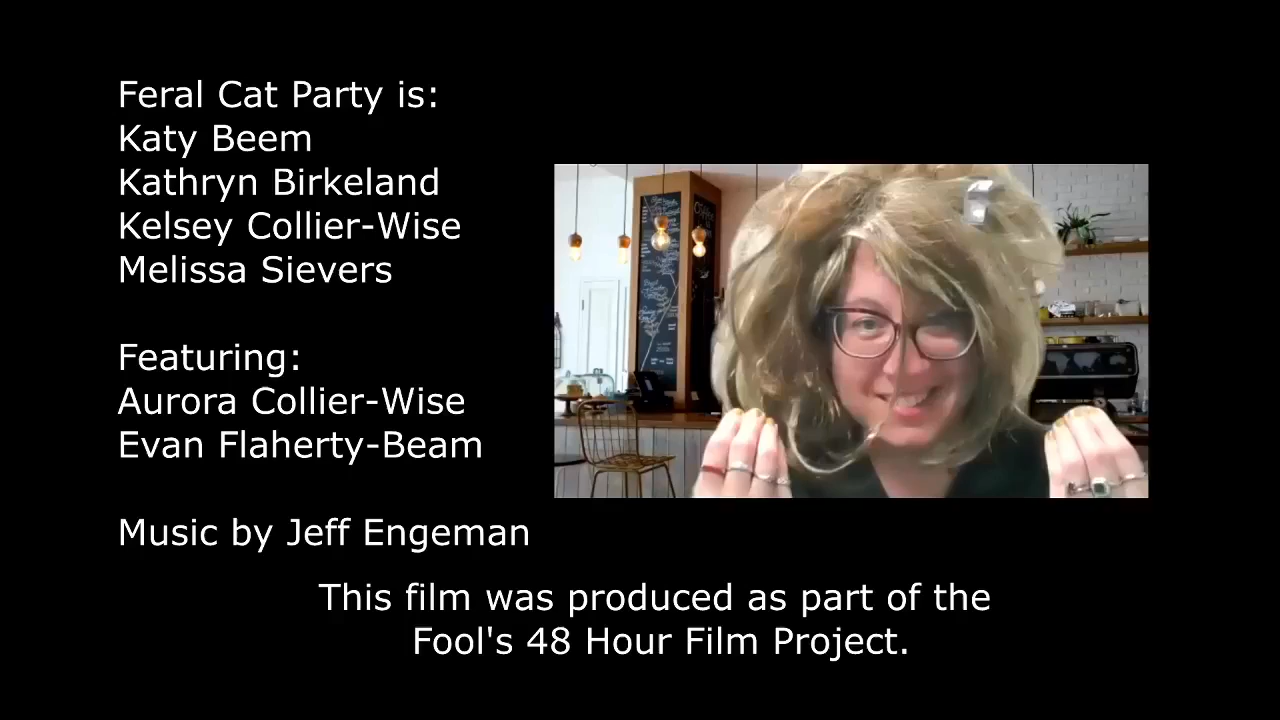 Feral Cat Party is:
Katy Beem
Kathryn Birkeland
Kelsey Collier-Wise
Melissa Sievers
Featuring:
Aurora Collier-Wise
Evan Flaherty-Beam
Music by Jeff Engeman
This film was produced as part of the
Fool's 48 Hour Film Project.